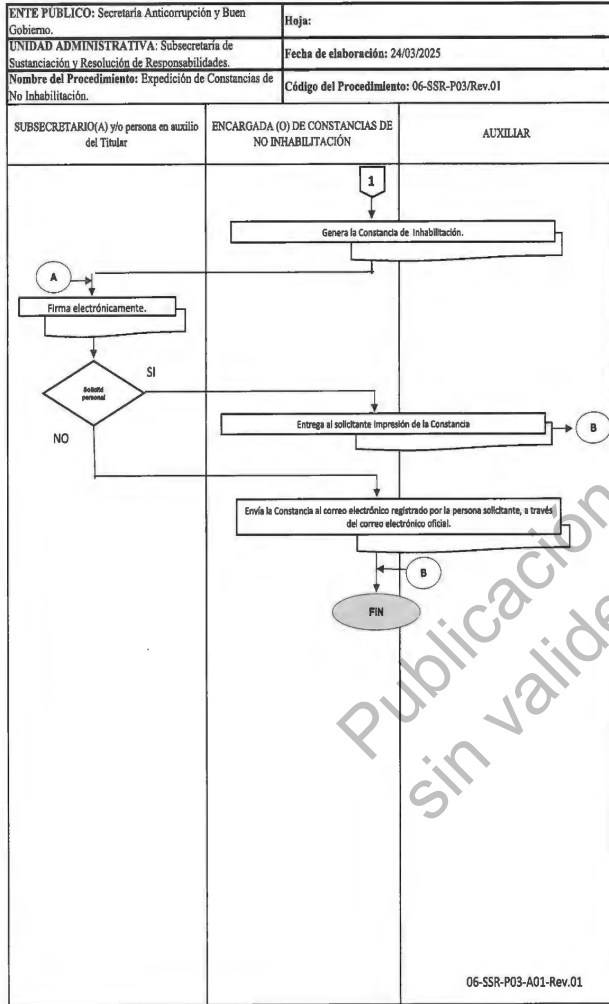 ENTE PÚBLICO: Secretaría Anticorrupción y Buen
Gobierno.
Hoja:
UNIDAD ADMINISTRATIVA: Subsecretaría de
Sustanciación y Resolución de Responsabilidades.
Fecha de elaboración: 24/03/2025
Nombre del Procedimiento: Expedición de Constancias de
No Inhabilitación.
Código del Procedimiento: 06-SSR-P03/Rev.01
SUBSECRETARIO(A) y/o persona en auxilio
del Titular
ENCARGADA (O) DE CONSTANCIAS DE
NO INHABILITACIÓN
AUXILIAR
1
Genera la Constancia de Inhabilitación.
A
Firma electrónicamente.
Solicitó
personal
SI
NO
Entrega al solicitante impresión de la Constancia
B
Envía la Constancia al correo electrónico registrado por la persona solicitante, a través
del correo electrónico oficial.
B
FIN
Publicación
sin valide
06-SSR-P03-A01-Rev.01